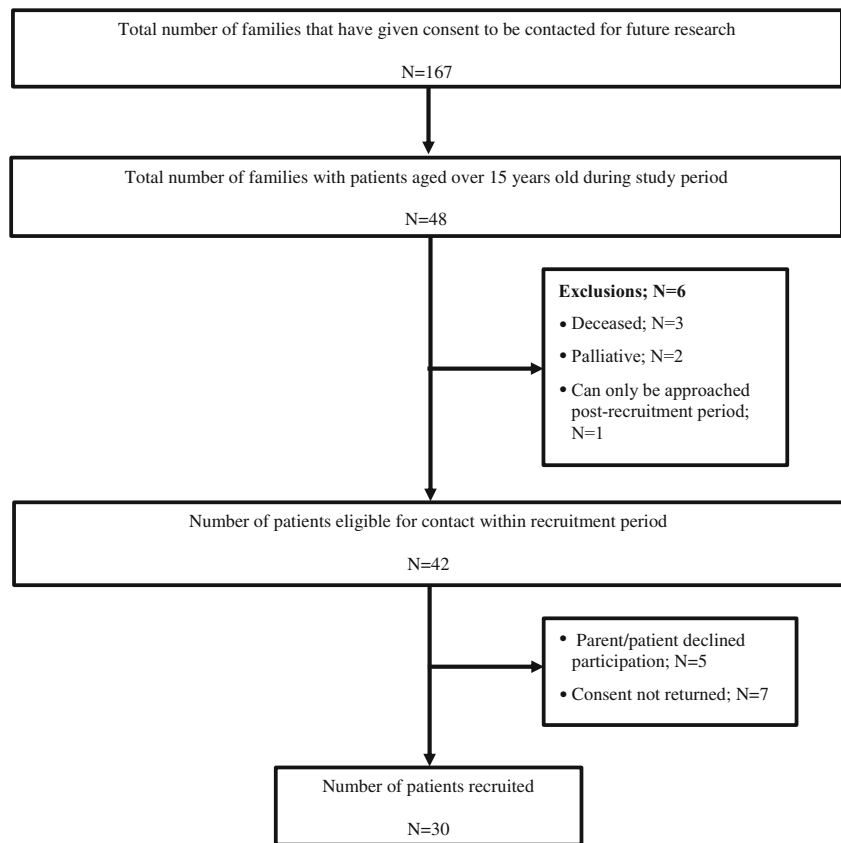 Total number of families that have given consent to be contacted for future research
N=167
Total number of families with patients aged over 15 years old during study period
N=48
Exclusions; N=6
• Deceased; N=3
• Palliative; N=2
• Can only be approached
post-recruitment period;
N=1
Number of patients eligible for contact within recruitment period
N=42
• Parent/patient declined
participation; N=5
• Consent not returned; N=7
Number of patients recruited
N=30